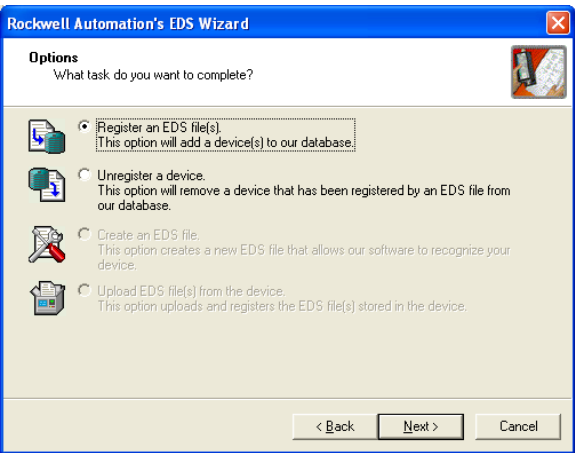 Rockwell Automation's EDS Wizard
Options
What task do you want to complete?
Register an EDS file(s).
This option will add a device(s) to our database.
Unregister a device.
This option will remove a device that has been registered by an EDS file from
our database.
Create an EDS file.
This option creates a new EDS file that allows our software to recognize your
device.
Upload EDS file(s) from the device.
This option uploads and registers the EDS file(s) stored in the device.
< Back
Next >
Cancel